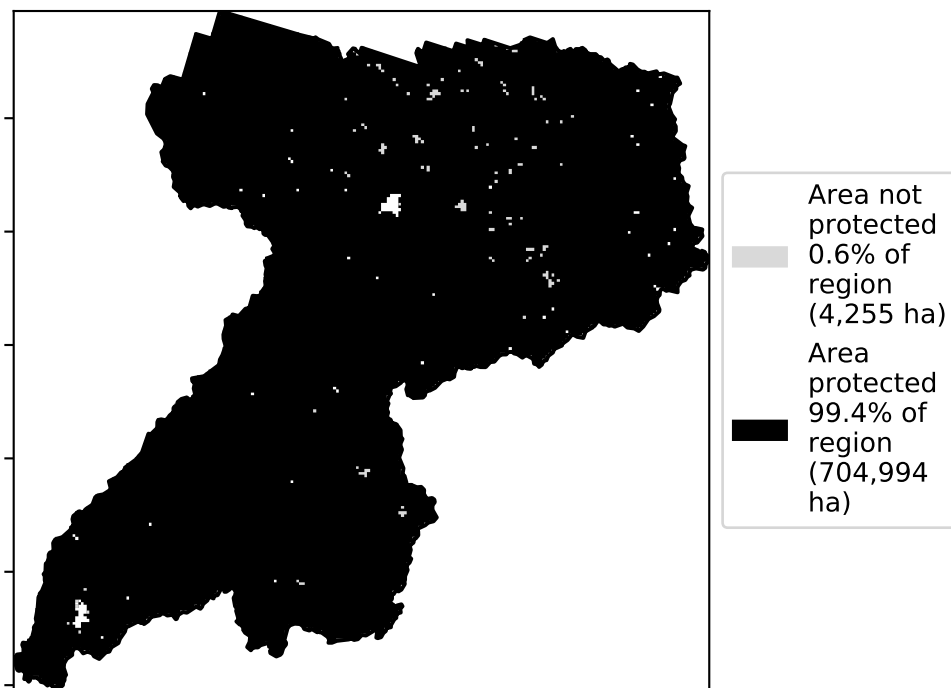 Area not
protected
0.6% of
region
(4,255 ha)
Area
protected
99.4% of
region
(704,994
ha)